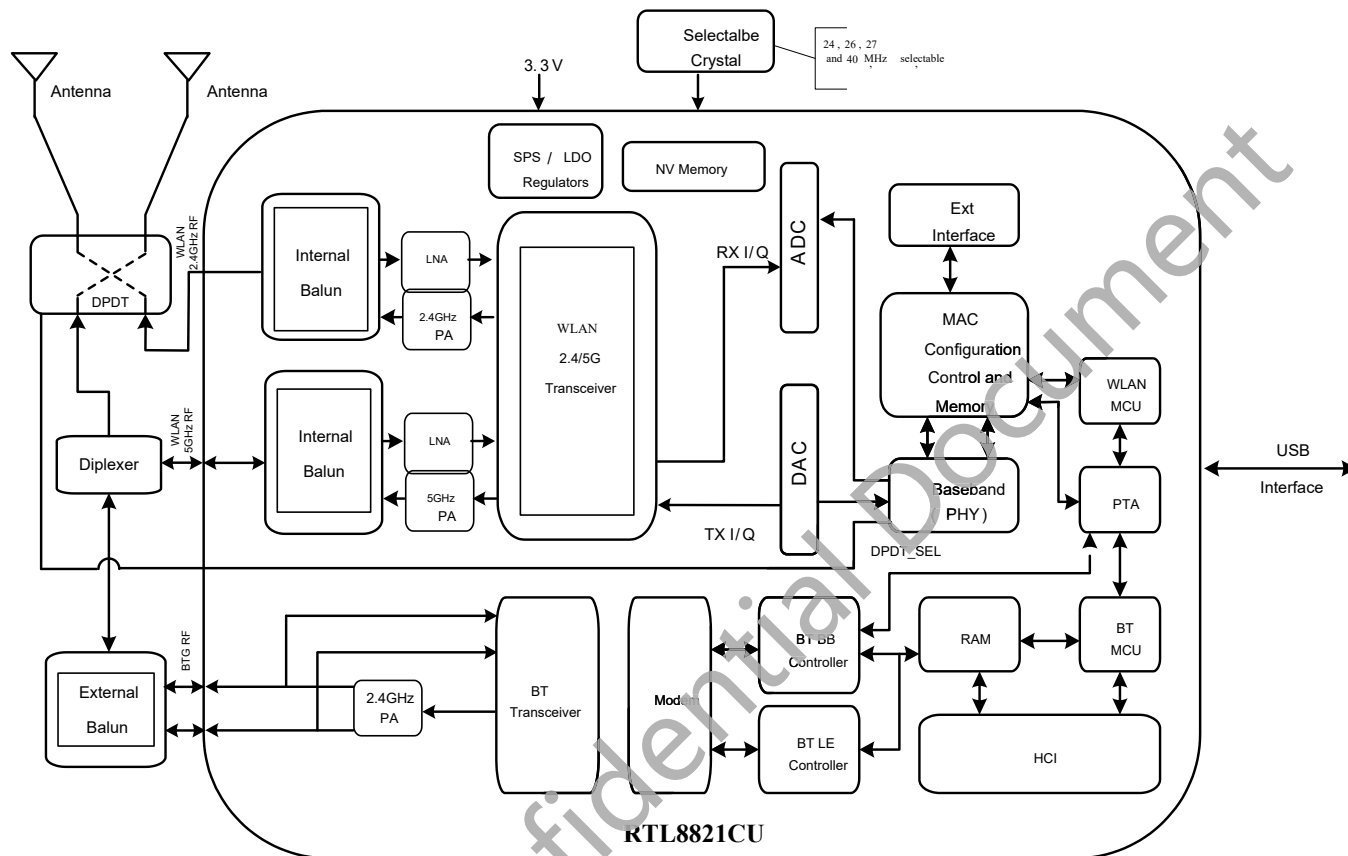 Selectalbe
Crystal
24 , 26 , 27
and 40 MHz selectable
, ,
3.3 V
Antenna
Antenna
SPS / LDO
Regulators
NV Memory
ADC
Ext
Interface
WLAN
2.4GHz RF
Internal
Balun
LNA
2.4GHz
PA
WLAN
2.4/5G
Transceiver
RX I/Q
DPDT
MAC
Configuration
Control and
Memory
WLAN
MCU
Internal
Balun
LNA
5GHz
PA
WLAN
5GHz RF
Diplexer
DAC
Baseband
( PHY )
PTA
USB
Interface
TX I/Q
DPDT_SEL
BTG RF
External
Balun
2.4GHz
PA
BT
Transceiver
Modem
BT BB
Controller
RAM
BT
MCU
BT LE
Controller
HCI
RTL8821CU
fidential Document